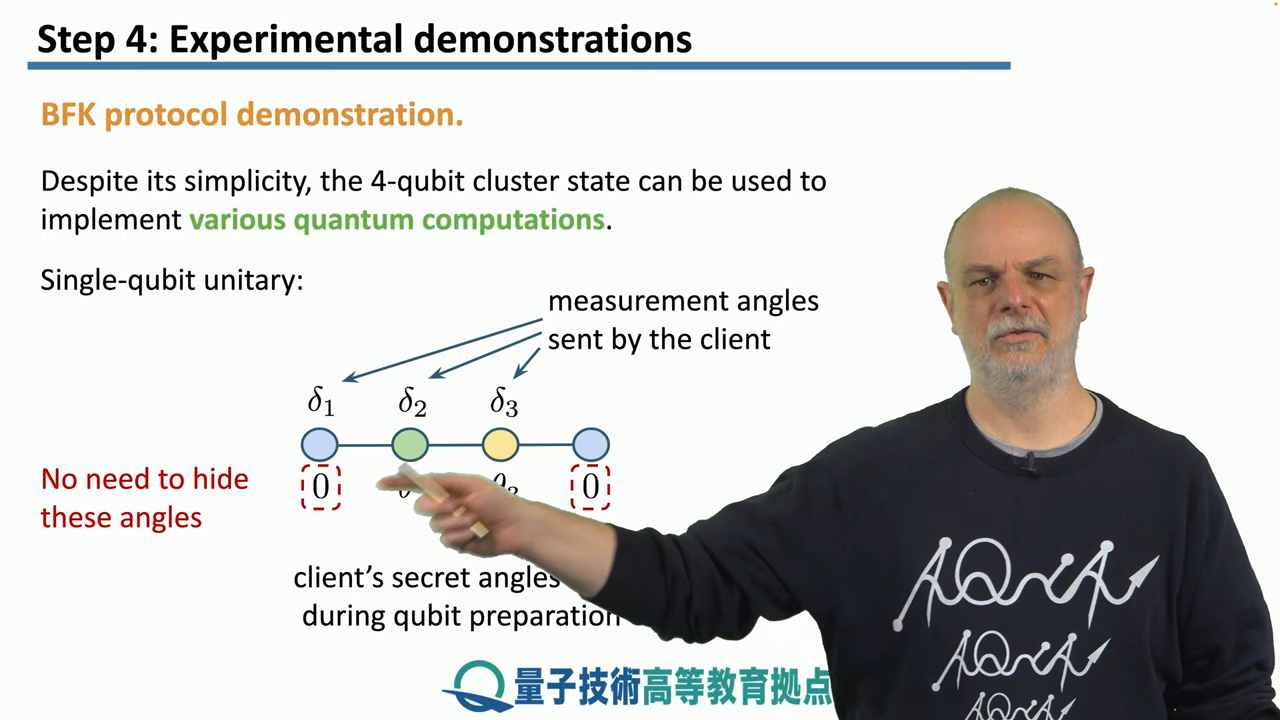 Step 4: Experimental demonstrations
BFK protocol demonstration.
Despite its simplicity, the 4-qubit cluster state can be used to
implement various quantum computations.
Single-qubit unitary:
measurement angles
sent by the client
δ₁ δ₂ δ₃
No need to hide
these angles
0 0
client's secret angles
during qubit preparation
量子技術高等教育拠点
AQUA
AQUA